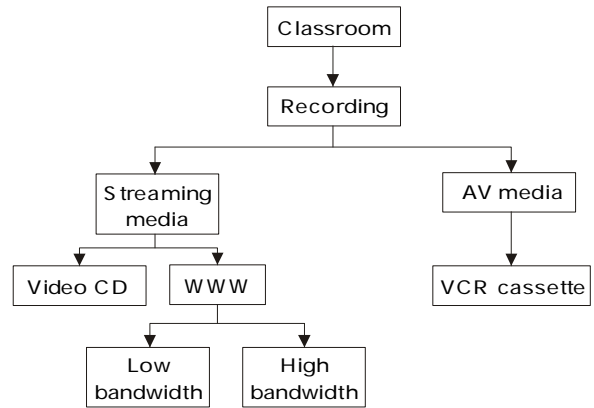 Classroom
Recording
Streaming
media
AV media
Video CD
WWW
VCR cassette
Low
bandwidth
High
bandwidth